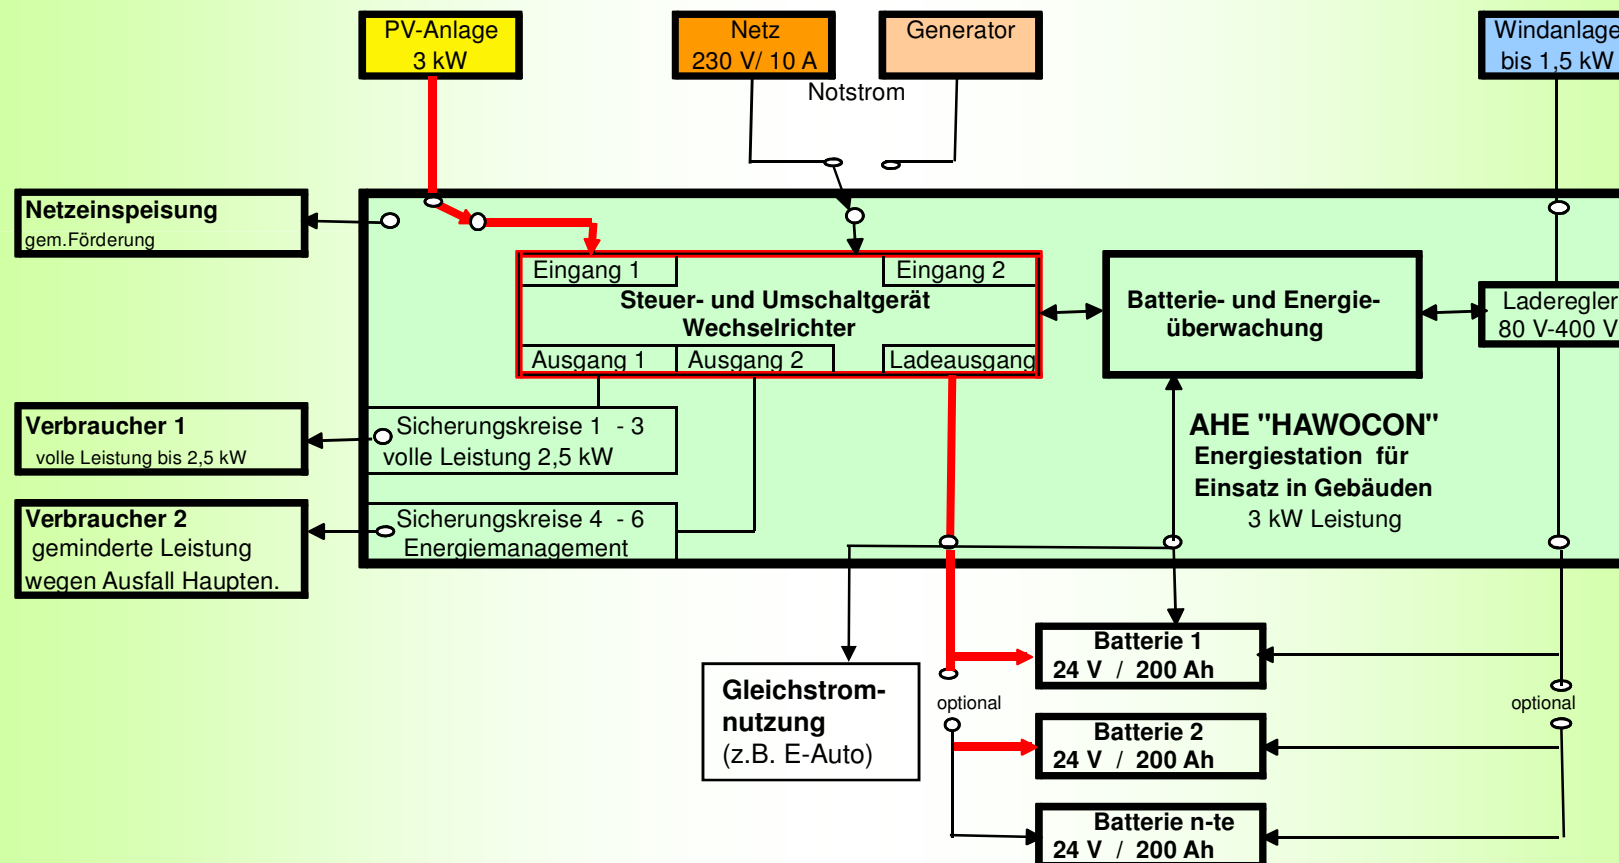 PV-Anlage
3 kW
Netz
230 V/ 10 A
Generator
Windanlage
bis 1,5 kW
Notstrom
Netzeinspeisung
gem.Förderung
Eingang 1
Eingang 2
Steuer- und Umschaltgerät
Wechselrichter
Ausgang 1
Ausgang 2
Ladeausgang
Batterie- und Energie-
überwachung
Laderegler
80 V-400 V
Verbraucher 1
volle Leistung bis 2,5 kW
Sicherungskreise 1 - 3
volle Leistung 2,5 kW
AHE "HAWOCON"
Energiestation für
Einsatz in Gebäuden
3 kW Leistung
Verbraucher 2
geminderte Leistung
wegen Ausfall Haupten.
Sicherungskreise 4 - 6
Energiemanagement
Batterie 1
24 V / 200 Ah
Gleichstrom-
nutzung
(z.B. E-Auto)
optional
optional
Batterie 2
24 V / 200 Ah
Batterie n-te
24 V / 200 Ah